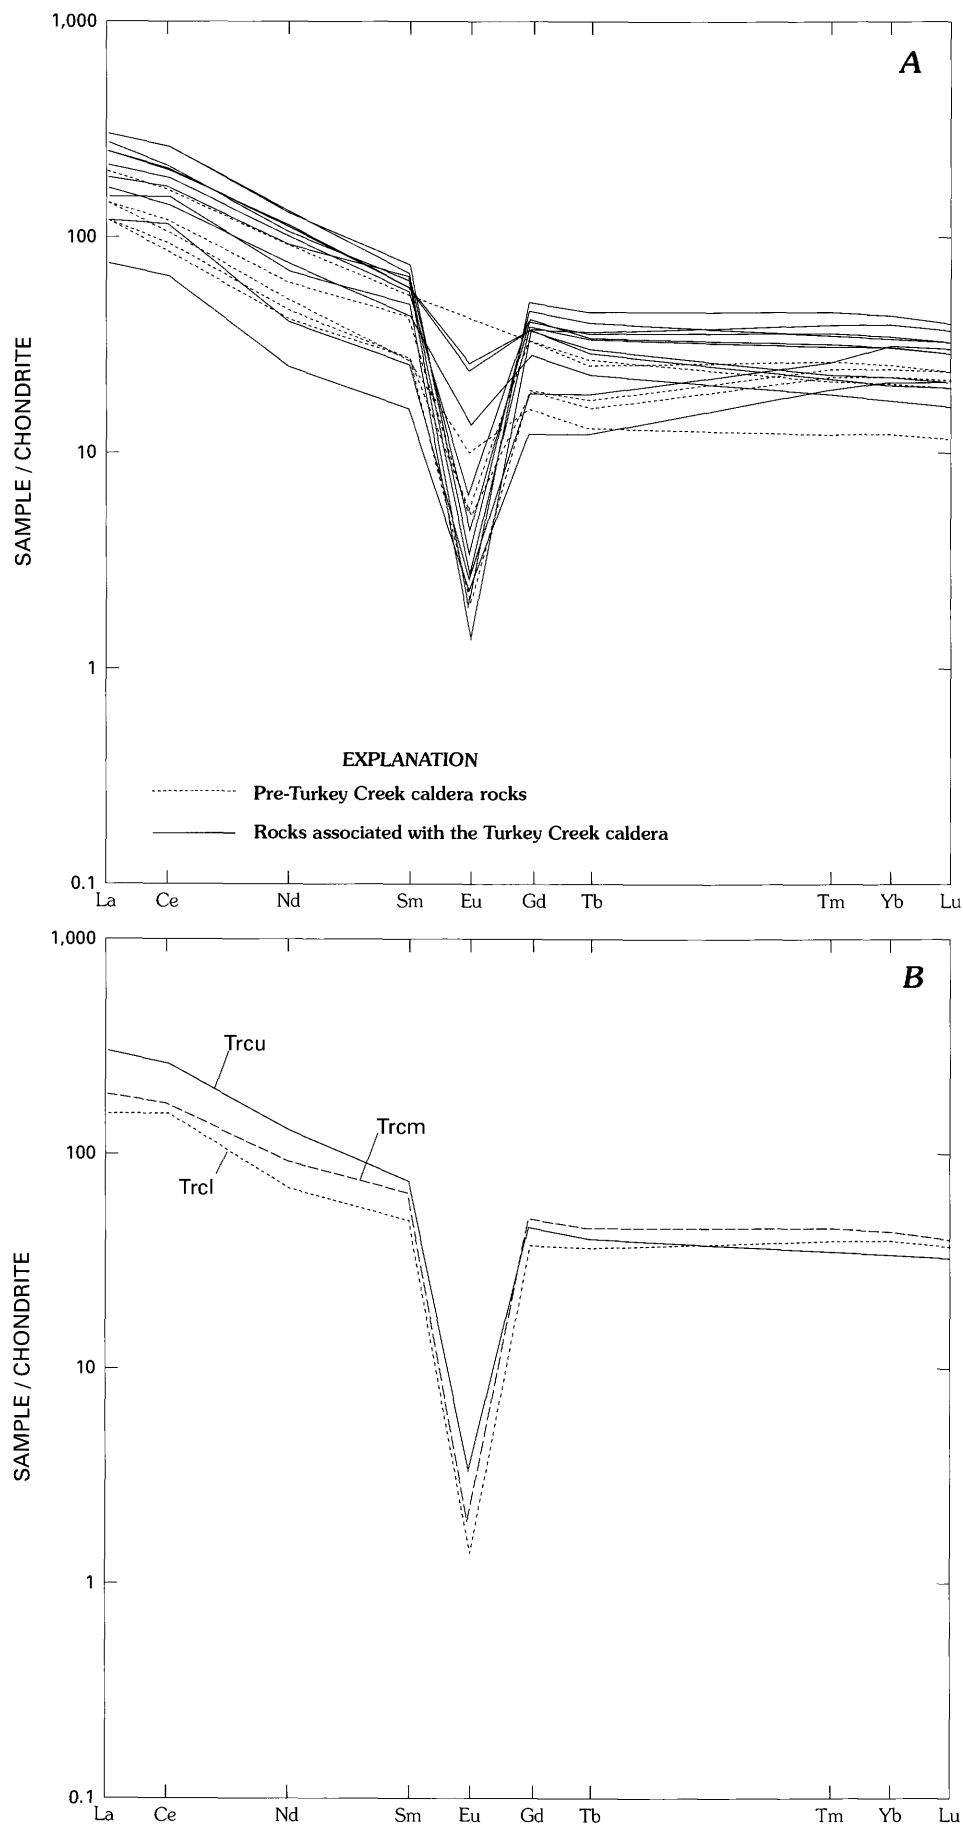 1,000
A
100
SAMPLE / CHONDRITE
10
1
EXPLANATION
Pre-Turkey Creek caldera rocks
Rocks associated with the Turkey Creek caldera
0.1
La Ce Nd Sm Eu Gd Tb Tm Yb Lu
1,000
B
Trcu
Trcm
100
Trcl
SAMPLE / CHONDRITE
10
1
0.1
La Ce Nd Sm Eu Gd Tb Tm Yb Lu